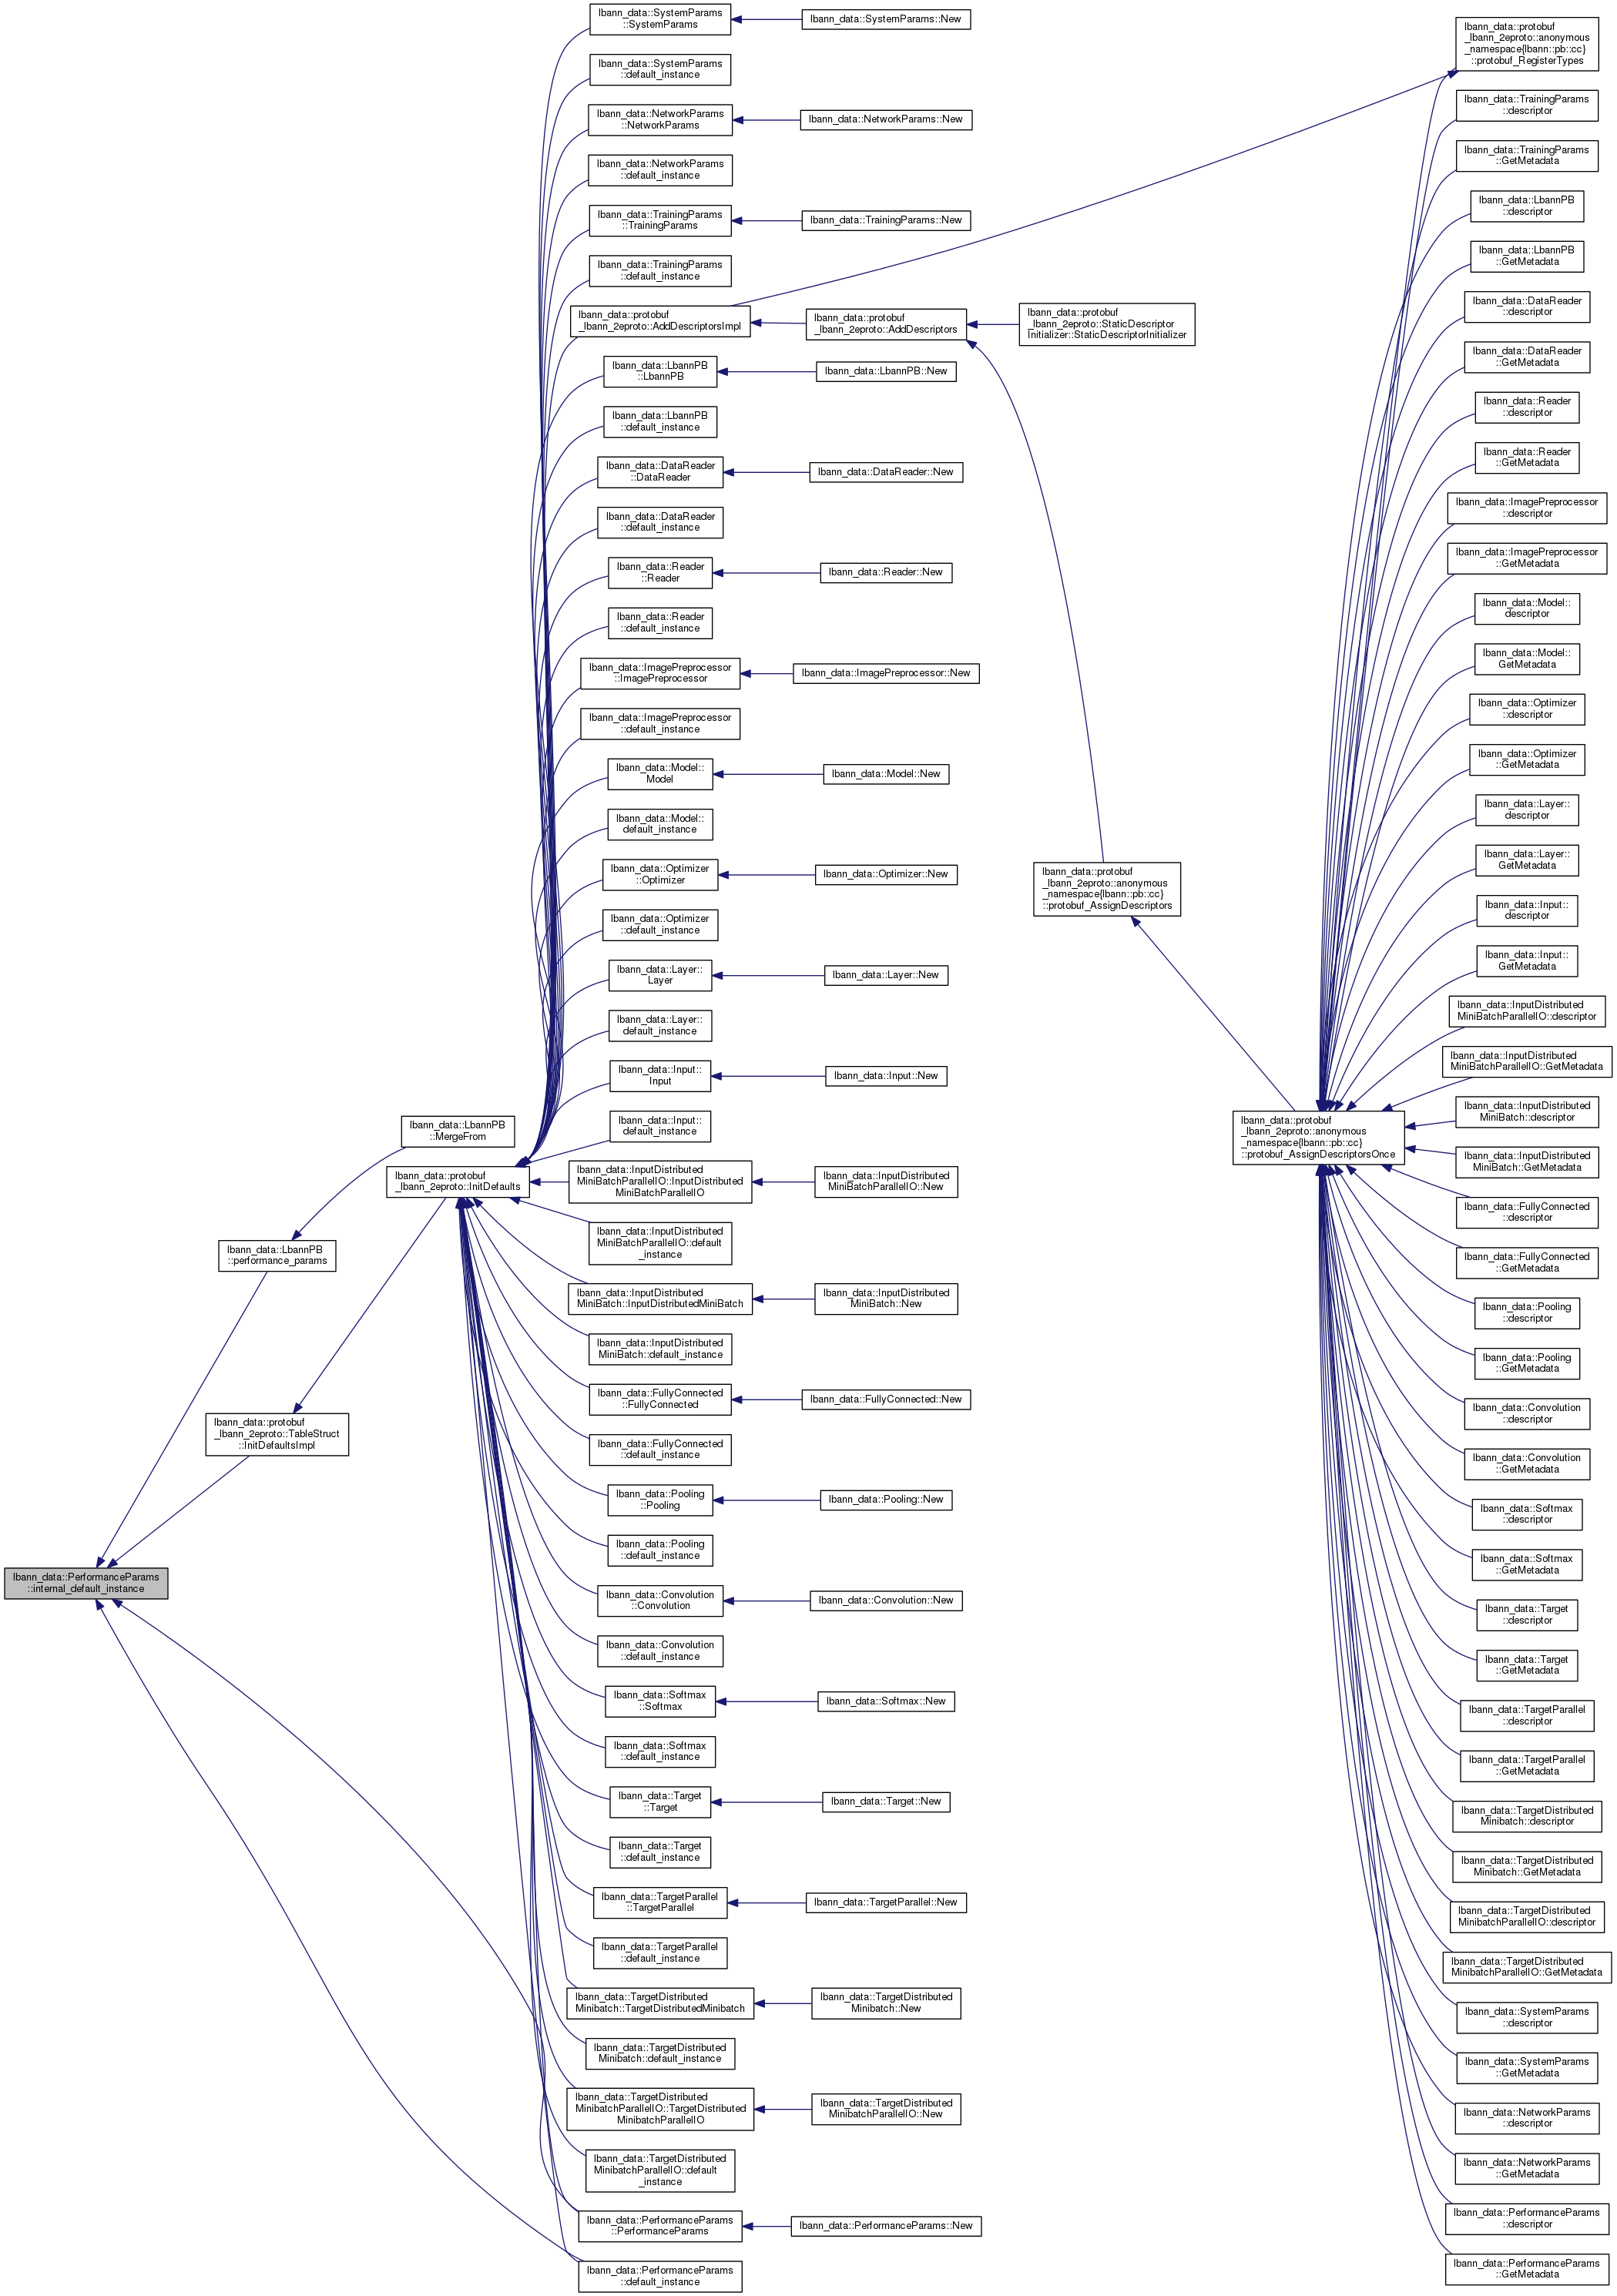 lbann_data::PerformanceParams
::internal_default_instance
lbann_data::LbannPB
::performance_params
lbann_data::protobuf
_lbann_2eproto::TableStruct
::InitDefaultsImpl
lbann_data::LbannPB
::MergeFrom
lbann_data::protobuf
_lbann_2eproto::InitDefaults
lbann_data::SystemParams
::SystemParams
lbann_data::SystemParams::New
lbann_data::SystemParams
::default_instance
lbann_data::NetworkParams
::NetworkParams
lbann_data::NetworkParams::New
lbann_data::NetworkParams
::default_instance
lbann_data::TrainingParams
::TrainingParams
lbann_data::TrainingParams::New
lbann_data::TrainingParams
::default_instance
lbann_data::protobuf
_lbann_2eproto::AddDescriptorsImpl
lbann_data::protobuf
_lbann_2eproto::AddDescriptors
lbann_data::protobuf
_lbann_2eproto::StaticDescriptor
Initializer::StaticDescriptorInitializer
lbann_data::LbannPB
::LbannPB
lbann_data::LbannPB::New
lbann_data::LbannPB
::default_instance
lbann_data::DataReader
::DataReader
lbann_data::DataReader::New
lbann_data::DataReader
::default_instance
lbann_data::Reader
::Reader
lbann_data::Reader::New
lbann_data::Reader
::default_instance
lbann_data::ImagePreprocessor
::ImagePreprocessor
lbann_data::ImagePreprocessor::New
lbann_data::ImagePreprocessor
::default_instance
lbann_data::Model::
Model
lbann_data::Model::New
lbann_data::Model::
default_instance
lbann_data::Optimizer
::Optimizer
lbann_data::Optimizer::New
lbann_data::Optimizer
::default_instance
lbann_data::Layer::
Layer
lbann_data::Layer::New
lbann_data::Layer::
default_instance
lbann_data::Input::
Input
lbann_data::Input::New
lbann_data::Input::
default_instance
lbann_data::InputDistributed
MiniBatchParallelIO::InputDistributed
MiniBatchParallelIO
lbann_data::InputDistributed
MiniBatchParallelIO::New
lbann_data::InputDistributed
MiniBatchParallelIO::default
_instance
lbann_data::InputDistributed
MiniBatch::InputDistributedMiniBatch
lbann_data::InputDistributed
MiniBatch::New
lbann_data::InputDistributed
MiniBatch::default_instance
lbann_data::FullyConnected
::FullyConnected
lbann_data::FullyConnected::New
lbann_data::FullyConnected
::default_instance
lbann_data::Pooling
::Pooling
lbann_data::Pooling::New
lbann_data::Pooling
::default_instance
lbann_data::Convolution
::Convolution
lbann_data::Convolution::New
lbann_data::Convolution
::default_instance
lbann_data::Softmax
::Softmax
lbann_data::Softmax::New
lbann_data::Softmax
::default_instance
lbann_data::Target
::Target
lbann_data::Target::New
lbann_data::Target
::default_instance
lbann_data::TargetParallel
::TargetParallel
lbann_data::TargetParallel::New
lbann_data::TargetParallel
::default_instance
lbann_data::TargetDistributed
Minibatch::TargetDistributedMinibatch
lbann_data::TargetDistributed
Minibatch::New
lbann_data::TargetDistributed
Minibatch::default_instance
lbann_data::TargetDistributed
MinibatchParallelIO::TargetDistributed
MinibatchParallelIO
lbann_data::TargetDistributed
MinibatchParallelIO::New
lbann_data::TargetDistributed
MinibatchParallelIO::default
_instance
lbann_data::PerformanceParams
::PerformanceParams
lbann_data::PerformanceParams::New
lbann_data::PerformanceParams
::default_instance
lbann_data::protobuf
_lbann_2eproto::anonymous
_namespace{lbann::pb::cc}
::protobuf_AssignDescriptors
lbann_data::protobuf
_lbann_2eproto::anonymous
_namespace{lbann::pb::cc}
::protobuf_AssignDescriptorsOnce
lbann_data::protobuf
_lbann_2eproto::anonymous
_namespace{lbann::pb::cc}
::protobuf_RegisterTypes
lbann_data::TrainingParams
::descriptor
lbann_data::TrainingParams
::GetMetadata
lbann_data::LbannPB
::descriptor
lbann_data::LbannPB
::GetMetadata
lbann_data::DataReader
::descriptor
lbann_data::DataReader
::GetMetadata
lbann_data::Reader
::descriptor
lbann_data::Reader
::GetMetadata
lbann_data::ImagePreprocessor
::descriptor
lbann_data::ImagePreprocessor
::GetMetadata
lbann_data::Model::
descriptor
lbann_data::Model::
GetMetadata
lbann_data::Optimizer
::descriptor
lbann_data::Optimizer
::GetMetadata
lbann_data::Layer::
descriptor
lbann_data::Layer::
GetMetadata
lbann_data::Input::
descriptor
lbann_data::Input::
GetMetadata
lbann_data::InputDistributed
MiniBatchParallelIO::descriptor
lbann_data::InputDistributed
MiniBatchParallelIO::GetMetadata
lbann_data::InputDistributed
MiniBatch::descriptor
lbann_data::InputDistributed
MiniBatch::GetMetadata
lbann_data::FullyConnected
::descriptor
lbann_data::FullyConnected
::GetMetadata
lbann_data::Pooling
::descriptor
lbann_data::Pooling
::GetMetadata
lbann_data::Convolution
::descriptor
lbann_data::Convolution
::GetMetadata
lbann_data::Softmax
::descriptor
lbann_data::Softmax
::GetMetadata
lbann_data::Target
::descriptor
lbann_data::Target
::GetMetadata
lbann_data::TargetParallel
::descriptor
lbann_data::TargetParallel
::GetMetadata
lbann_data::TargetDistributed
Minibatch::descriptor
lbann_data::TargetDistributed
Minibatch::GetMetadata
lbann_data::TargetDistributed
MinibatchParallelIO::descriptor
lbann_data::TargetDistributed
MinibatchParallelIO::GetMetadata
lbann_data::SystemParams
::descriptor
lbann_data::SystemParams
::GetMetadata
lbann_data::NetworkParams
::descriptor
lbann_data::NetworkParams
::GetMetadata
lbann_data::PerformanceParams
::descriptor
lbann_data::PerformanceParams
::GetMetadata